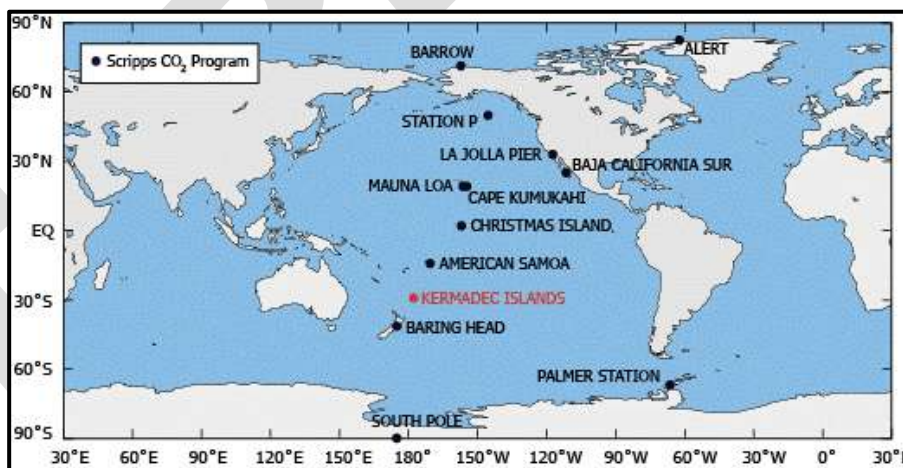 90°N
BARROW
ALERT
Scripps CO₂ Program
60°N
STATION P
30°N
LA JOLLA PIER
BAJA CALIFORNIA SUR
MAUNA LOA
CAPE KUMUKAHI
EQ
CHRISTMAS ISLAND
AMERICAN SAMOA
30°S
KERMADEC ISLANDS
BARING HEAD
60°S
PALMER STATION
SOUTH POLE
90°S
30°E 60°E 90°E 120°E 150°E 180° 150°W 120°W 90°W 60°W 30°W 0° 30°E